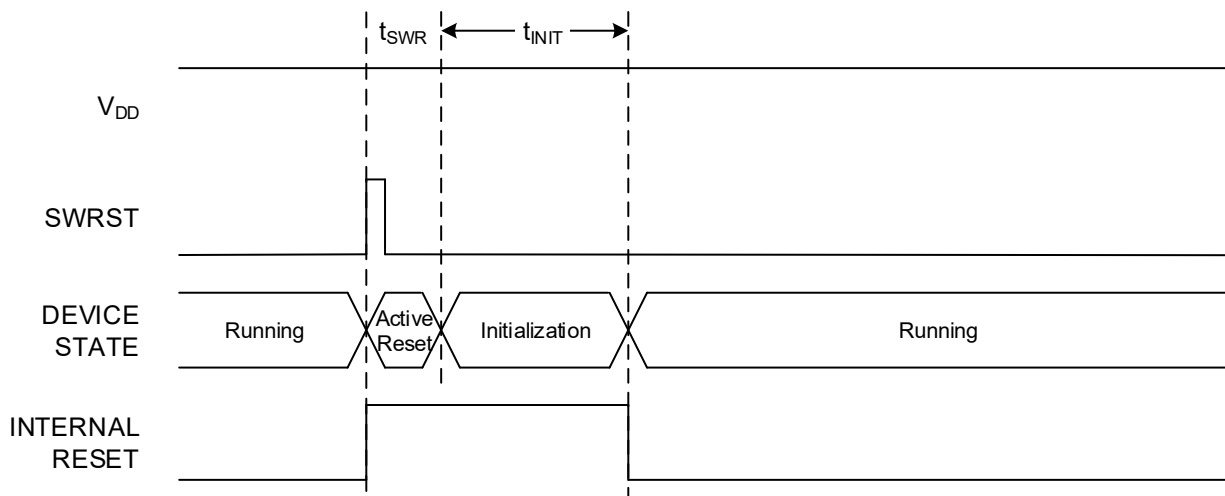 tSWR tINIT
VDD
SWRST
DEVICE
STATE
Running
Active
Reset
Initialization
Running
INTERNAL
RESET